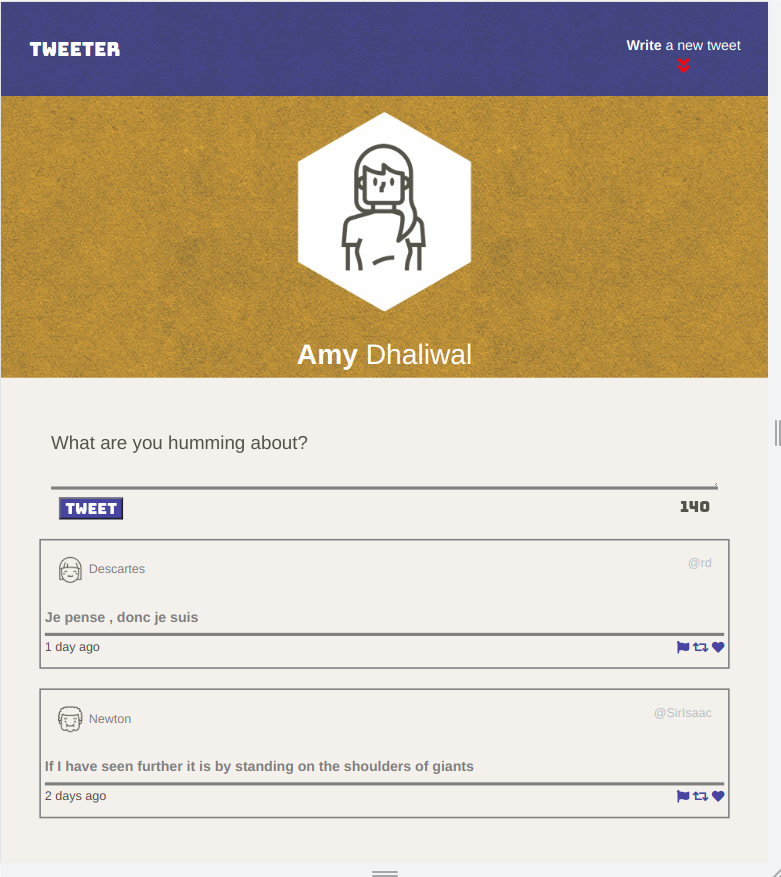 TWEETER
Write a new tweet
Amy Dhaliwal
What are you humming about?
TWEET
140
Descartes
@rd
Je pense , donc je suis
1 day ago
Newton
@SirIsaac
If I have seen further it is by standing on the shoulders of giants
2 days ago